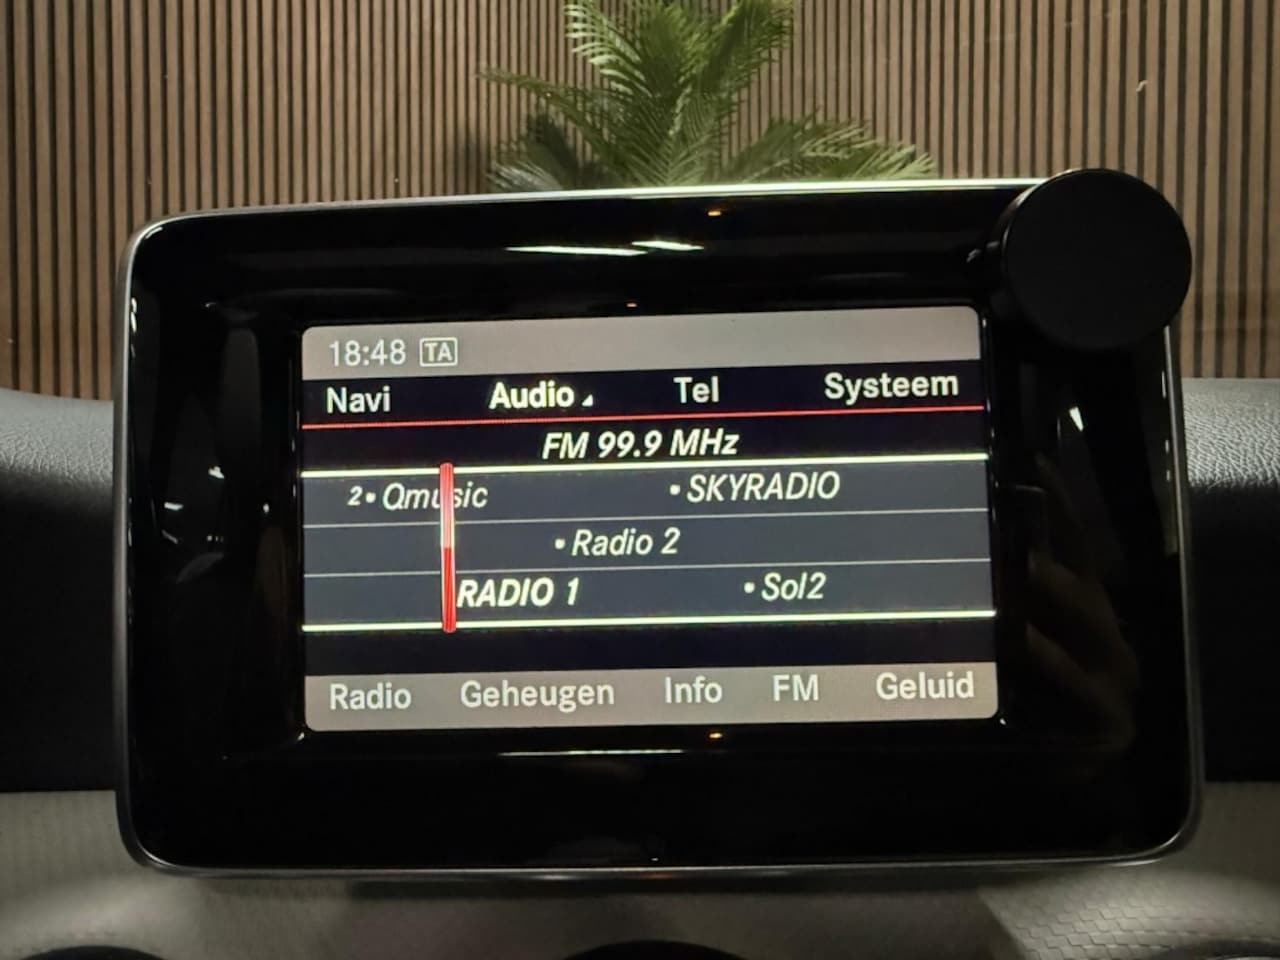 18:48 TA
Navi Audio Tel Systeem
FM 99.9 MHz
2• Qmusic • SKYRADIO
• Radio 2
RADIO 1 • Sol2
Radio Geheugen Info FM Geluid